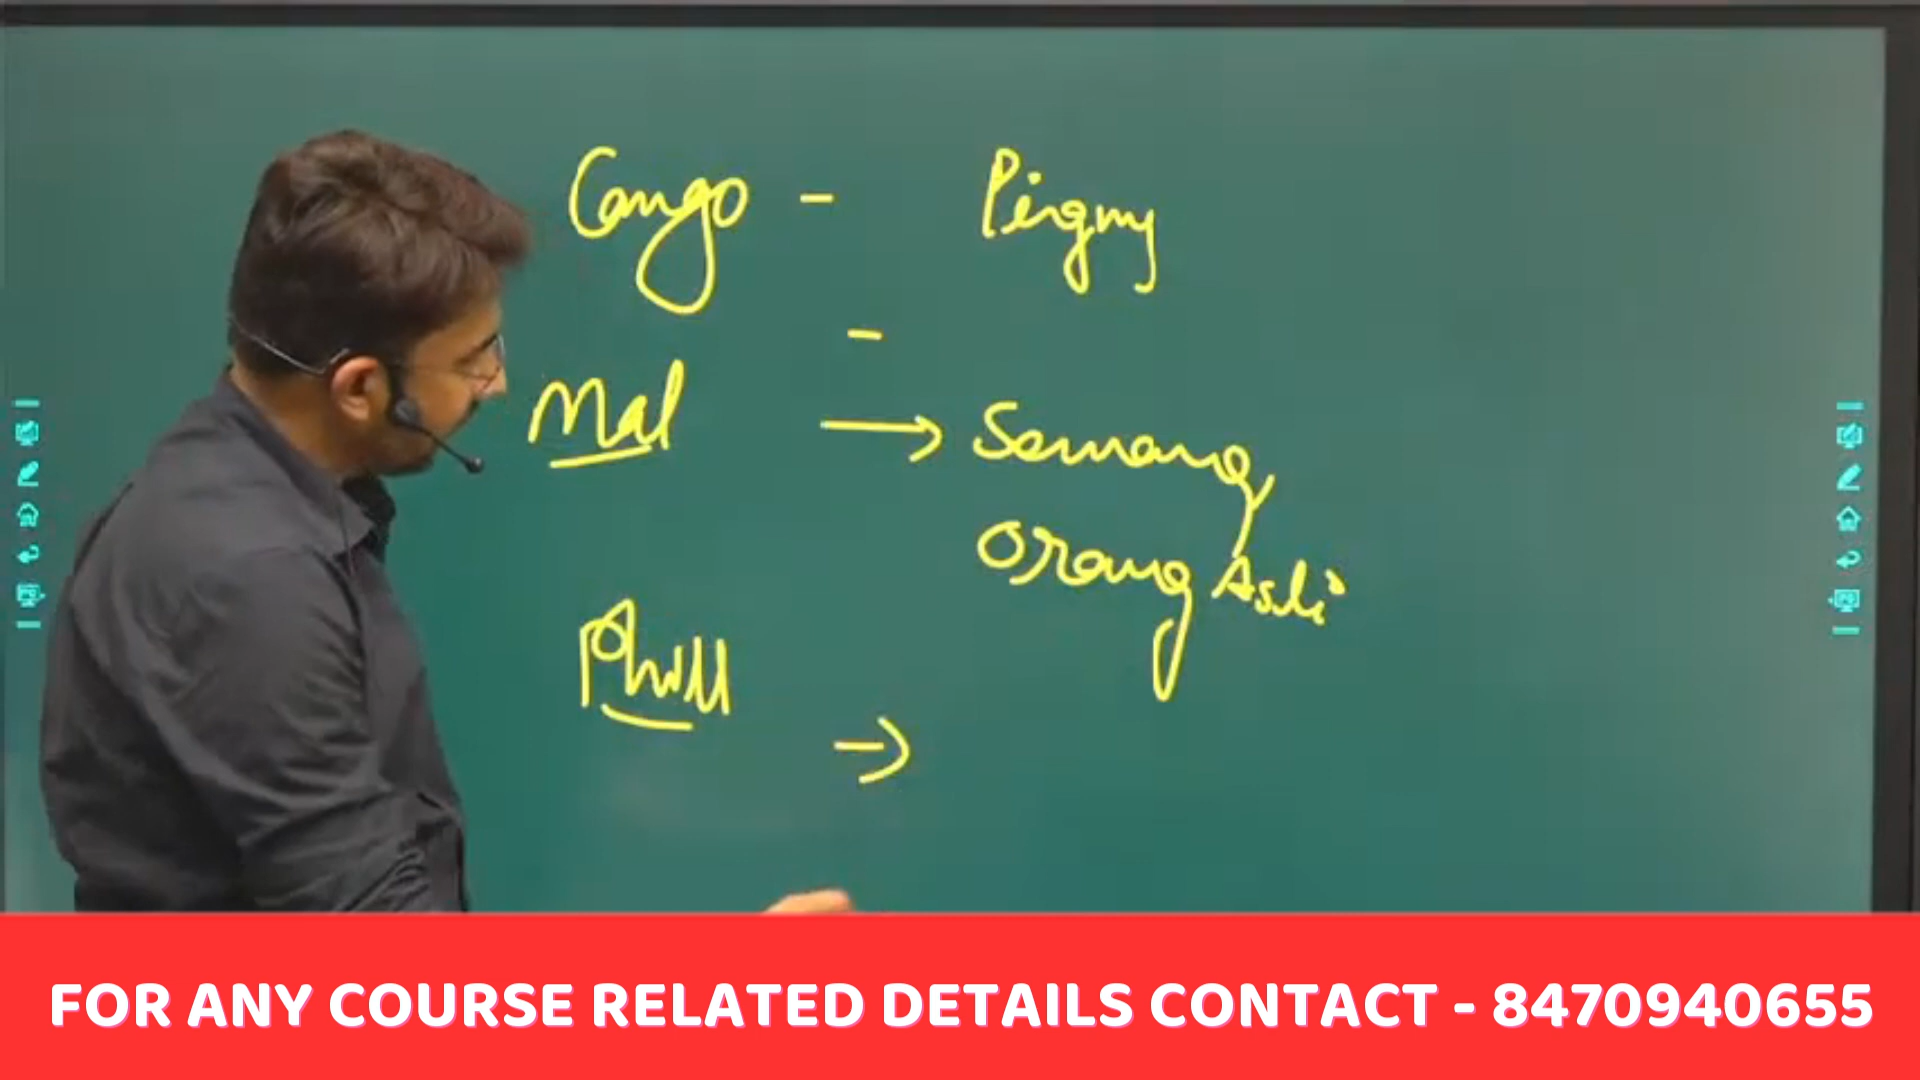 Congo - Pigmy
-
Mal → Semang
Orang Asli
Phill →
FOR ANY COURSE RELATED DETAILS CONTACT - 8470940655